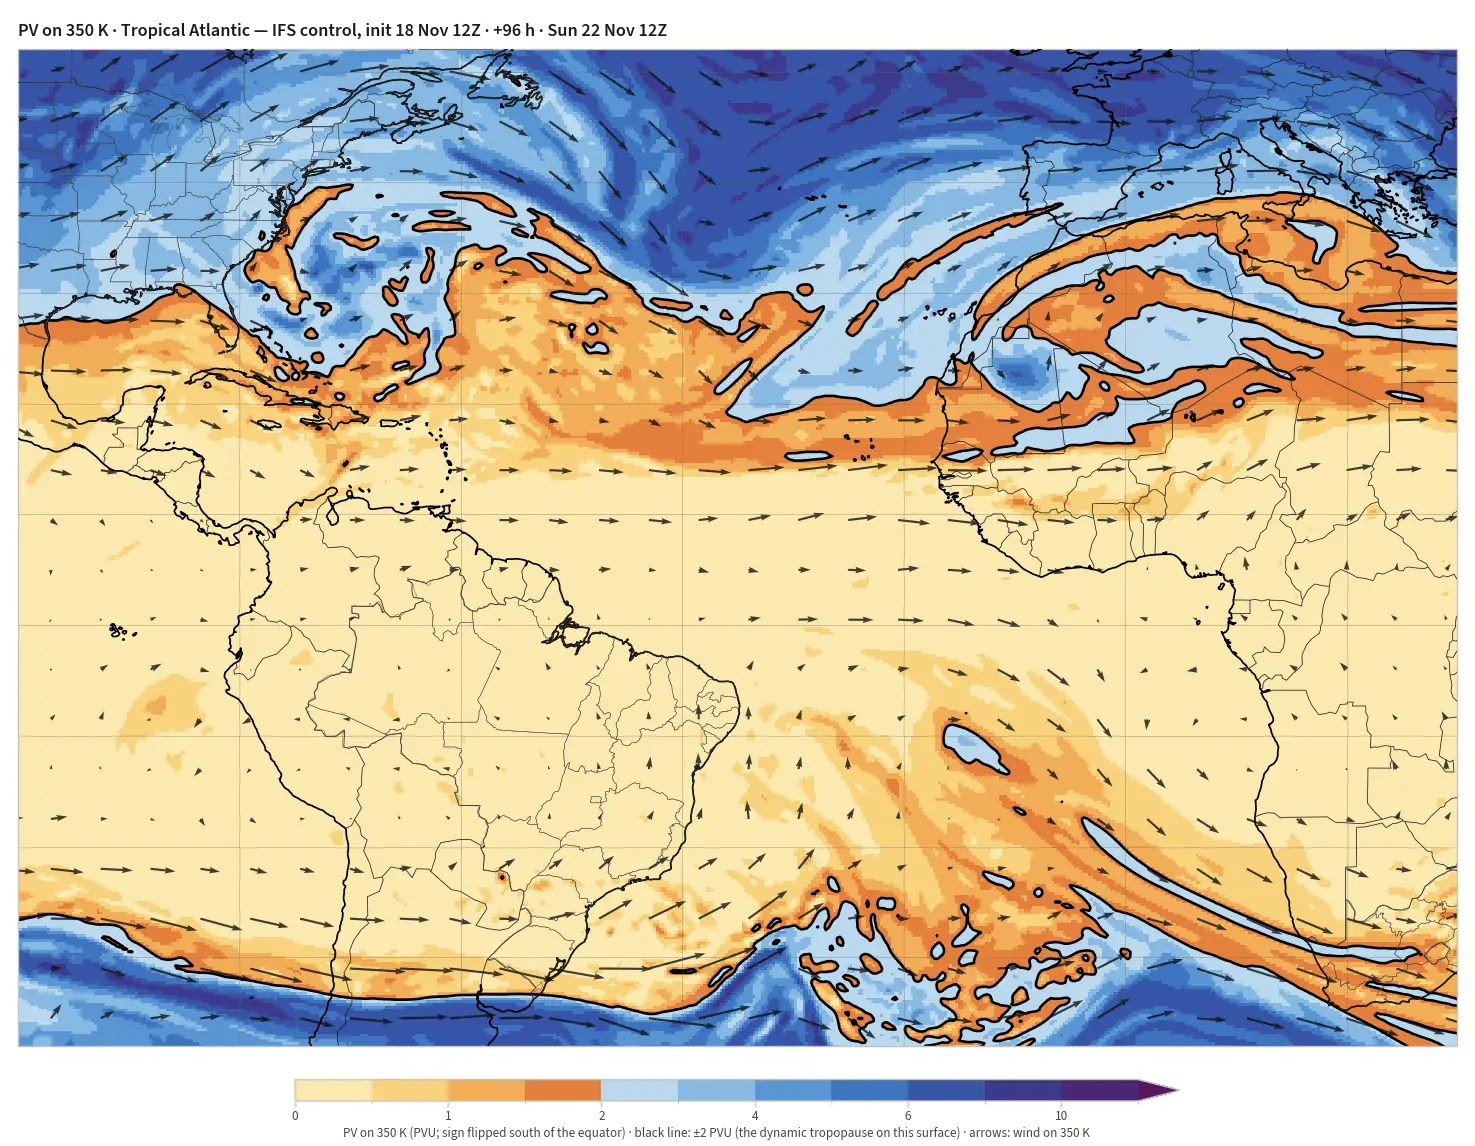 PV on 350 K · Tropical Atlantic — IFS control, init 18 Nov 12Z · +96 h · Sun 22 Nov 12Z
0 1 2 4 6 10
PV on 350 K (PVU; sign flipped south of the equator) · black line: ±2 PVU (the dynamic tropopause on this surface) · arrows: wind on 350 K